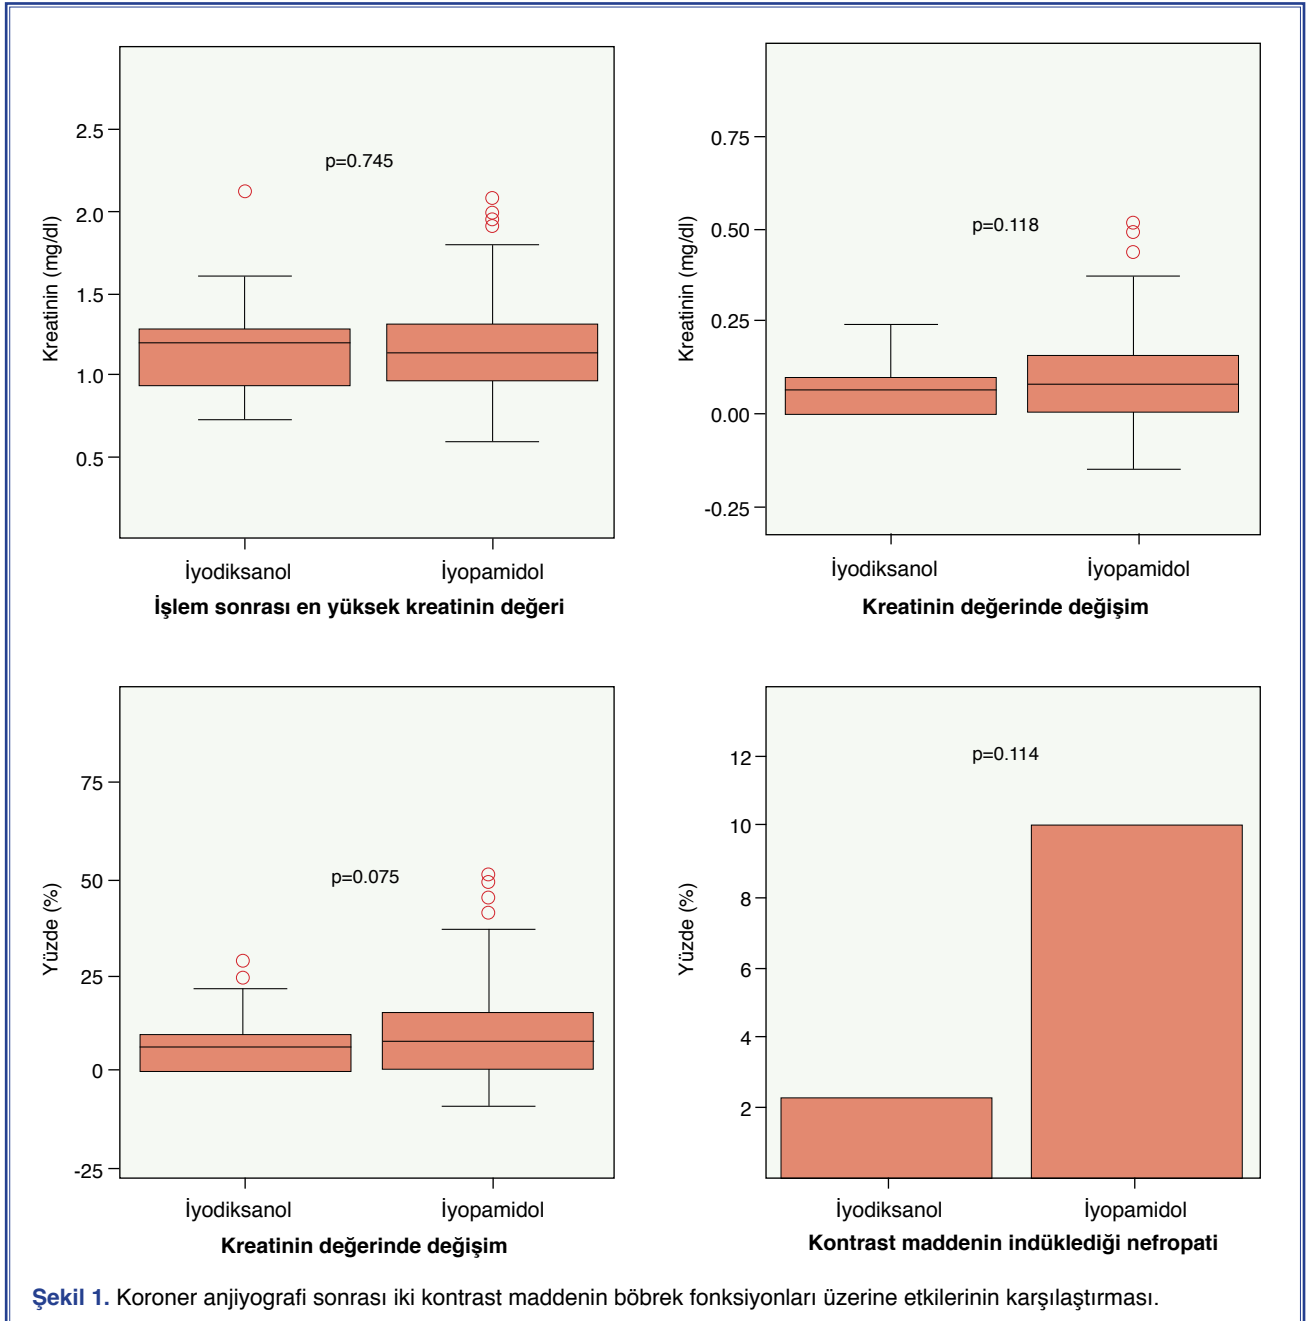 2.5
2.0
1.5
1.0
0.5
Kreatinin (mg/dl)
p=0.745
İyodiksanol
İyopamidol
İşlem sonrası en yüksek kreatinin değeri
0.75
0.50
0.25
0.00
-0.25
Kreatinin (mg/dl)
p=0.118
İyodiksanol
İyopamidol
Kreatinin değerinde değişim
75
50
25
0
-25
Yüzde (%)
p=0.075
İyodiksanol
İyopamidol
Kreatinin değerinde değişim
12
10
8
6
4
2
Yüzde (%)
p=0.114
İyodiksanol
İyopamidol
Kontrast maddenin indüklediği nefropati
Şekil 1. Koroner anjiyografi sonrası iki kontrast maddenin böbrek fonksiyonları üzerine etkilerinin karşılaştırması.